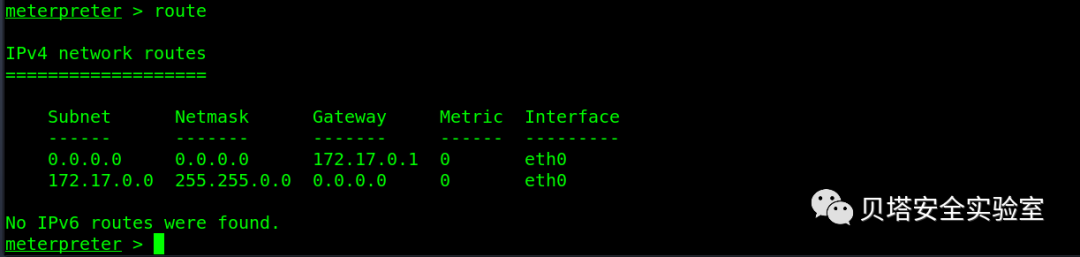 meterpreter > route
IPv4 network routes
===================
Subnet Netmask Gateway Metric Interface
------ ------- ------- ------ ---------
0.0.0.0 0.0.0.0 172.17.0.1 0 eth0
172.17.0.0 255.255.0.0 0.0.0.0 0 eth0
No IPv6 routes were found.
meterpreter >
贝塔安全实验室